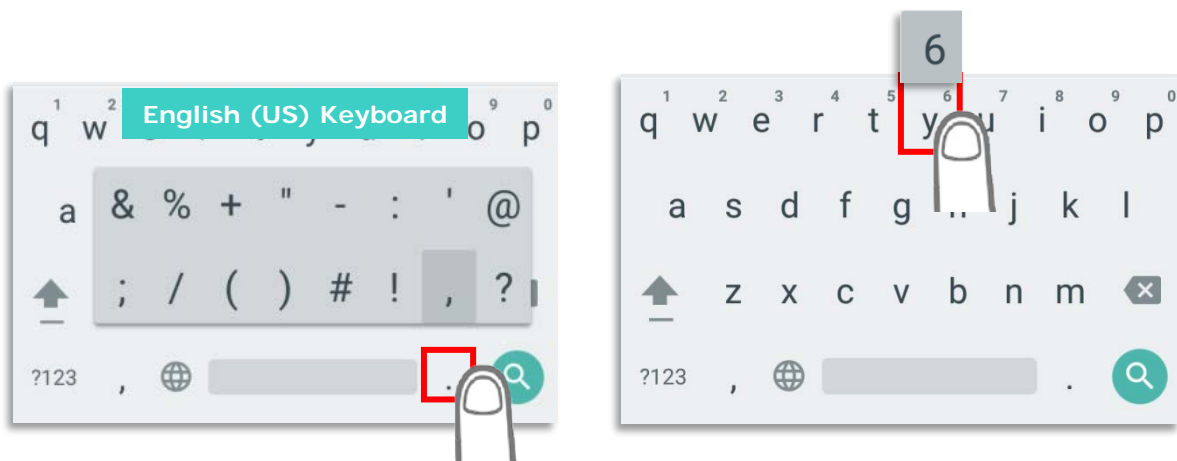 6
1 2 9 0
q w English (US) Keyboard o p
a & % + " - : ' @
; / ( ) # ! , ?
?123 , .
1 2 3 4 5 6 7 8 9 0
q w e r t y u i o p
a s d f g h j k l
z x c v b n m
?123 , .